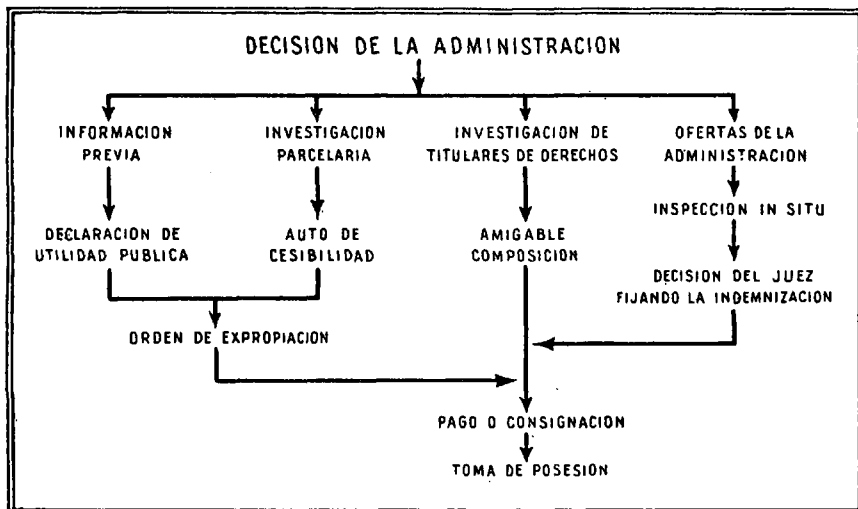 DECISION DE LA ADMINISTRACION
INFORMACION
PREVIA
INVESTIGACION
PARCELARIA
INVESTIGACION DE
TITULARES DE DERECHOS
OFERTAS DE LA
ADMINISTRACION
INSPECCION IN SITU
DECLARACION DE
UTILIDAD PUBLICA
AUTO DE
CESIBILIDAD
AMIGABLE
COMPOSICION
DECISION DEL JUEZ
FIJANDO LA INDEMNIZACION
ORDEN DE EXPROPIACION
PAGO O CONSIGNACION
TOMA DE POSESION